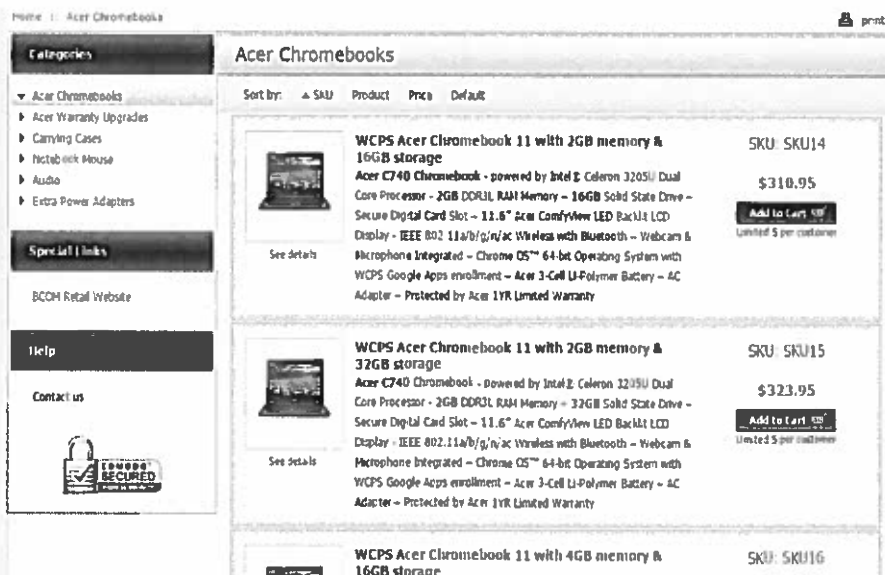 Home :: Acer Chromebooks
print
Categories
Acer Chromebooks
Acer Warranty Upgrades
Carrying Cases
Notebook Mouse
Audio
Extra Power Adapters
Special Links
BCOM Retail Website
Help
Contact us
COMODO
SECURED
Acer Chromebooks
Sort by: SKU Product Price Default
WCPS Acer Chromebook 11 with 2GB memory &
16GB storage
Acer C740 Chromebook - powered by Intel® Celeron 3205U Dual
Core Processor - 2GB DDR3L RAM Memory – 16GB Solid State Drive –
Secure Digital Card Slot – 11.6" Acer ComfyView LED Backlit LCD
Display - IEEE 802.11a/b/g/n/ac Wireless with Bluetooth – Webcam &
Microphone Integrated – Chrome OS™ 64-bit Operating System with
WCPS Google Apps enrollment – Acer 3-Cell Li-Polymer Battery – AC
Adapter – Protected by Acer 1YR Limited Warranty
See details
SKU: SKU14
$310.95
Add to Cart
Limited 5 per customer
WCPS Acer Chromebook 11 with 2GB memory &
32GB storage
Acer C740 Chromebook - powered by Intel® Celeron 3205U Dual
Core Processor - 2GB DDR3L RAM Memory – 32GB Solid State Drive –
Secure Digital Card Slot – 11.6" Acer ComfyView LED Backlit LCD
Display - IEEE 802.11a/b/g/n/ac Wireless with Bluetooth – Webcam &
Microphone Integrated – Chrome OS™ 64-bit Operating System with
WCPS Google Apps enrollment – Acer 3-Cell Li-Polymer Battery – AC
Adapter – Protected by Acer 1YR Limited Warranty
See details
SKU: SKU15
$323.95
Add to Cart
Limited 5 per customer
WCPS Acer Chromebook 11 with 4GB memory &
16GB storage
SKU: SKU16